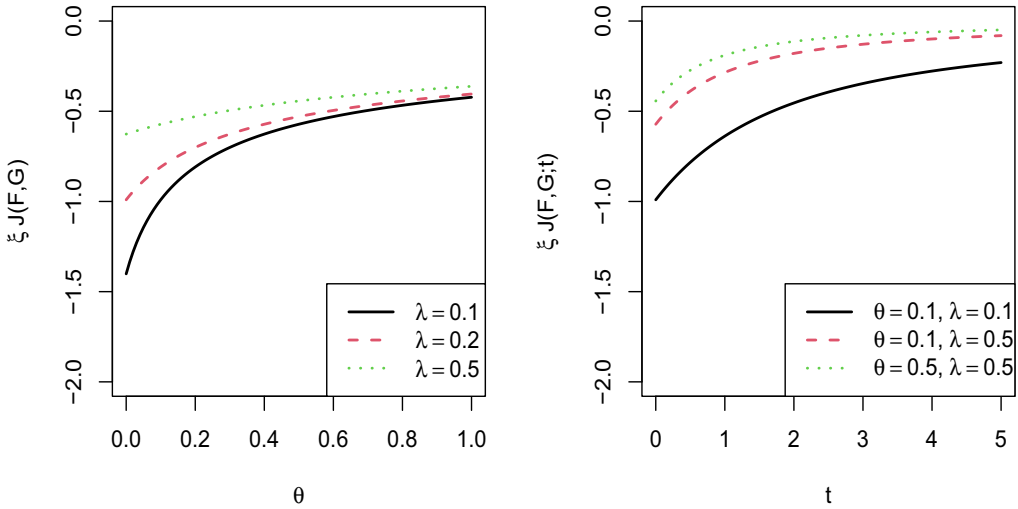 ξ J(F,G)
0.0
−0.5
−1.0
−1.5
−2.0
λ = 0.1
λ = 0.2
λ = 0.5
0.0 0.2 0.4 0.6 0.8 1.0
θ
ξ J(F,G;t)
0.0
−0.5
−1.0
−1.5
−2.0
θ = 0.1, λ = 0.1
θ = 0.1, λ = 0.5
θ = 0.5, λ = 0.5
0 1 2 3 4 5
t